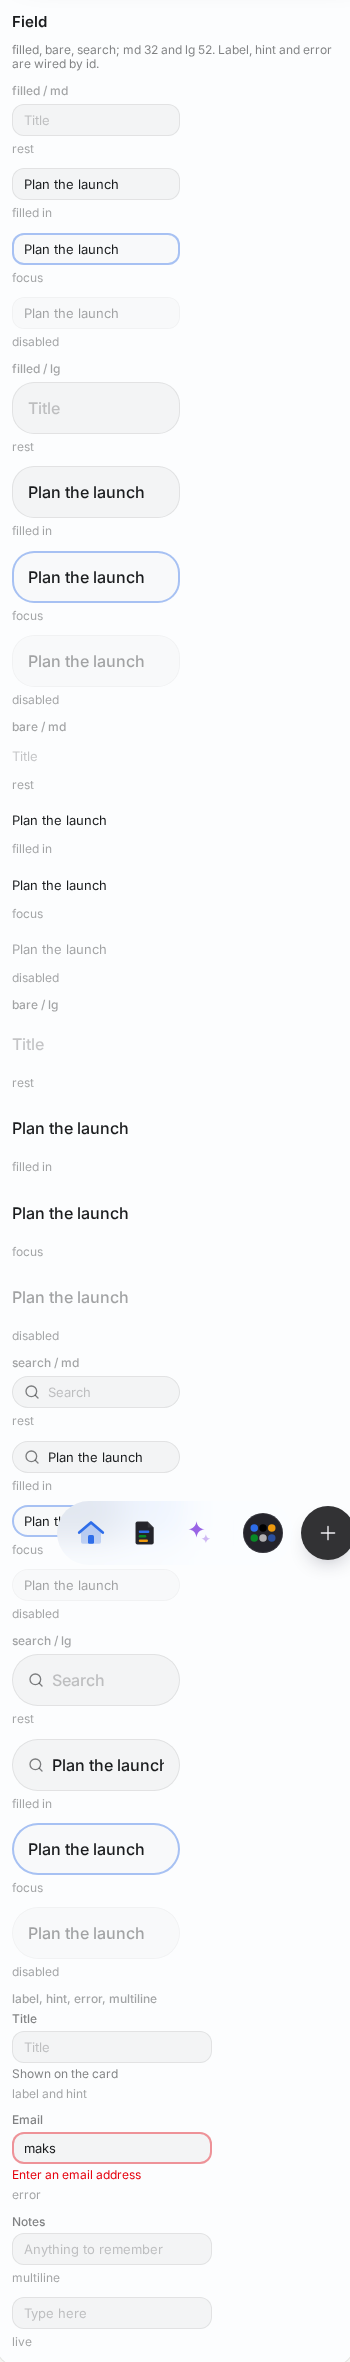 Field
filled, bare, search; md 32 and lg 52. Label, hint and error
are wired by id.
filled / md
Title
rest
Plan the launch
filled in
Plan the launch
focus
Plan the launch
disabled
filled / lg
Title
rest
Plan the launch
filled in
Plan the launch
focus
Plan the launch
disabled
bare / md
Title
rest
Plan the launch
filled in
Plan the launch
focus
Plan the launch
disabled
bare / lg
Title
rest
Plan the launch
filled in
Plan the launch
focus
Plan the launch
disabled
search / md
Search
rest
Plan the launch
filled in
Plan
focus
Plan the launch
disabled
search / lg
Search
rest
Plan the launch
filled in
Plan the launch
focus
Plan the launch
disabled
label, hint, error, multiline
Title
Title
Shown on the card
label and hint
Email
maks
Enter an email address
error
Notes
Anything to remember
multiline
Type here
live